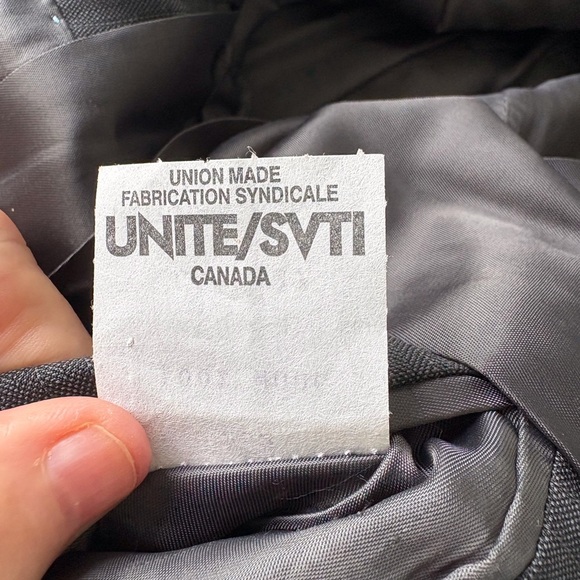 UNION MADE
FABRICATION SYNDICALE
UNITE/SVTI
CANADA